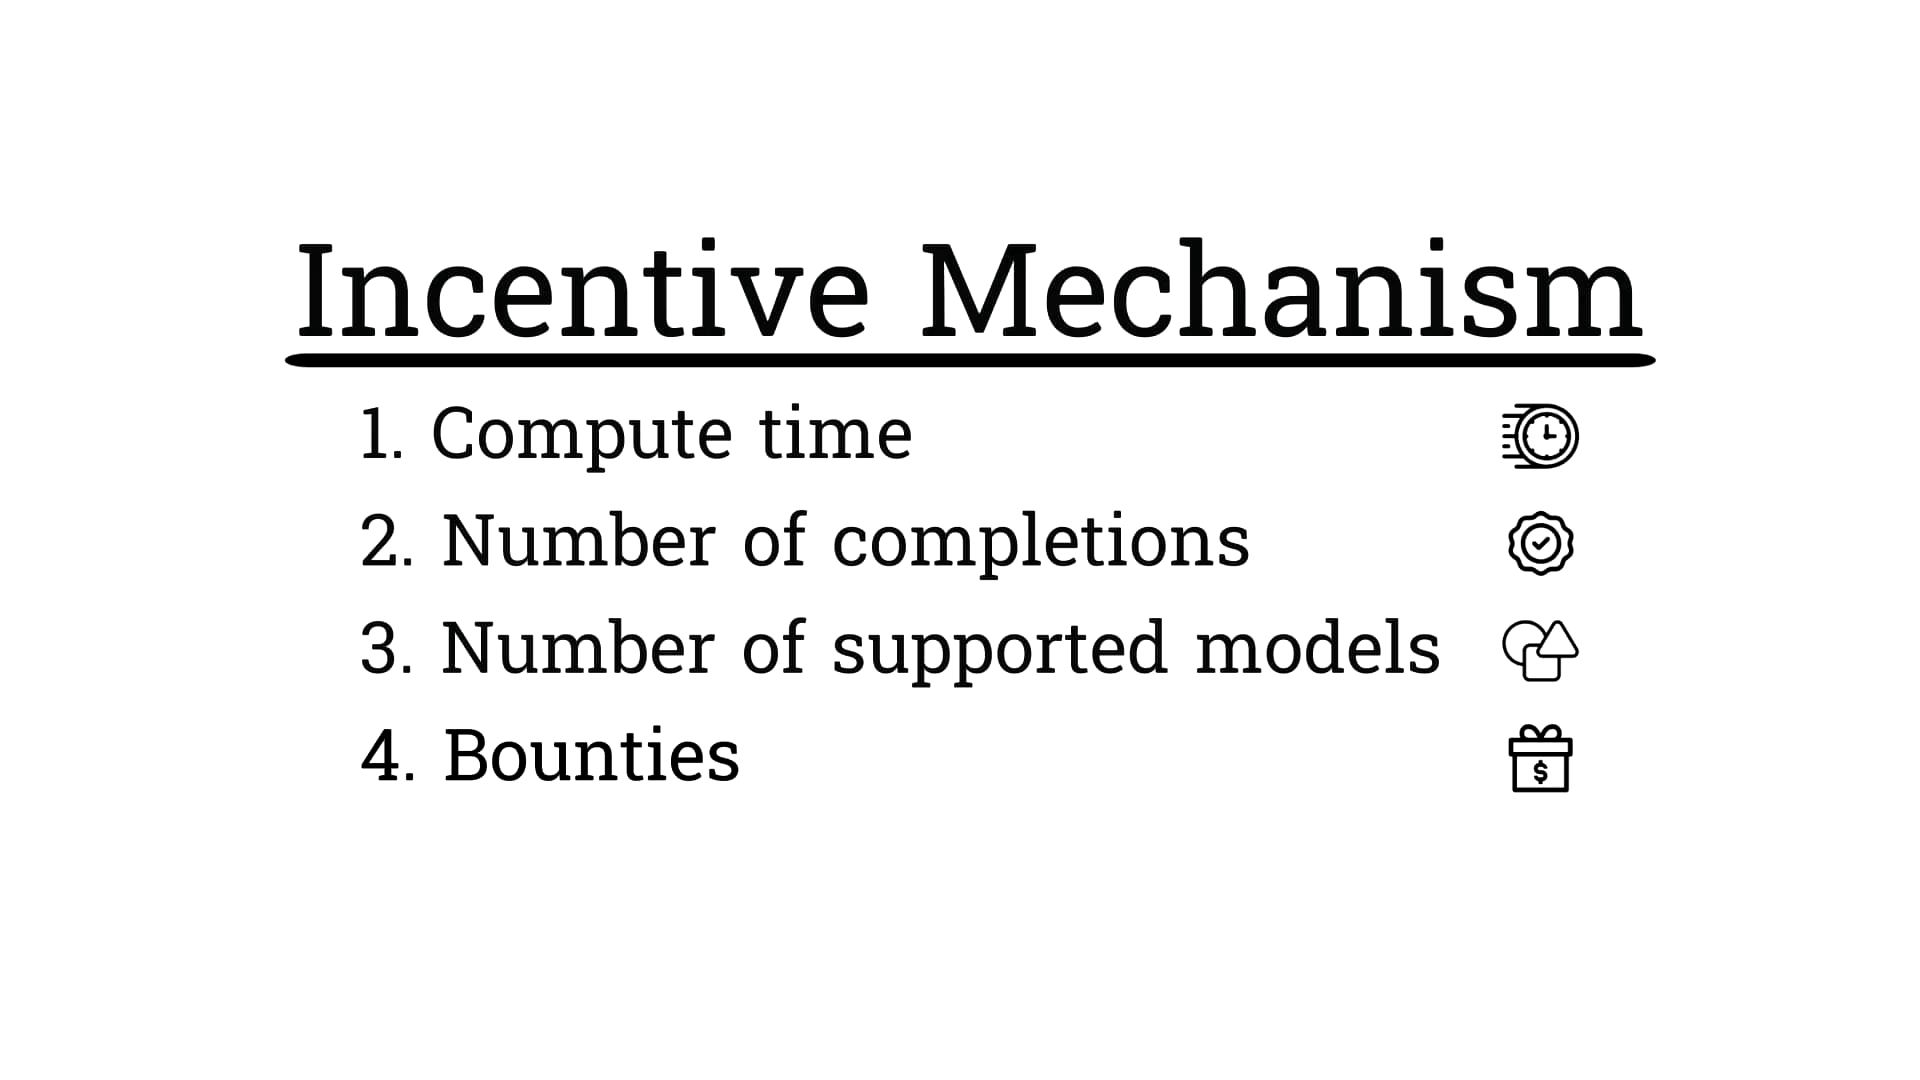 Incentive Mechanism
1. Compute time
2. Number of completions
3. Number of supported models
4. Bounties
$